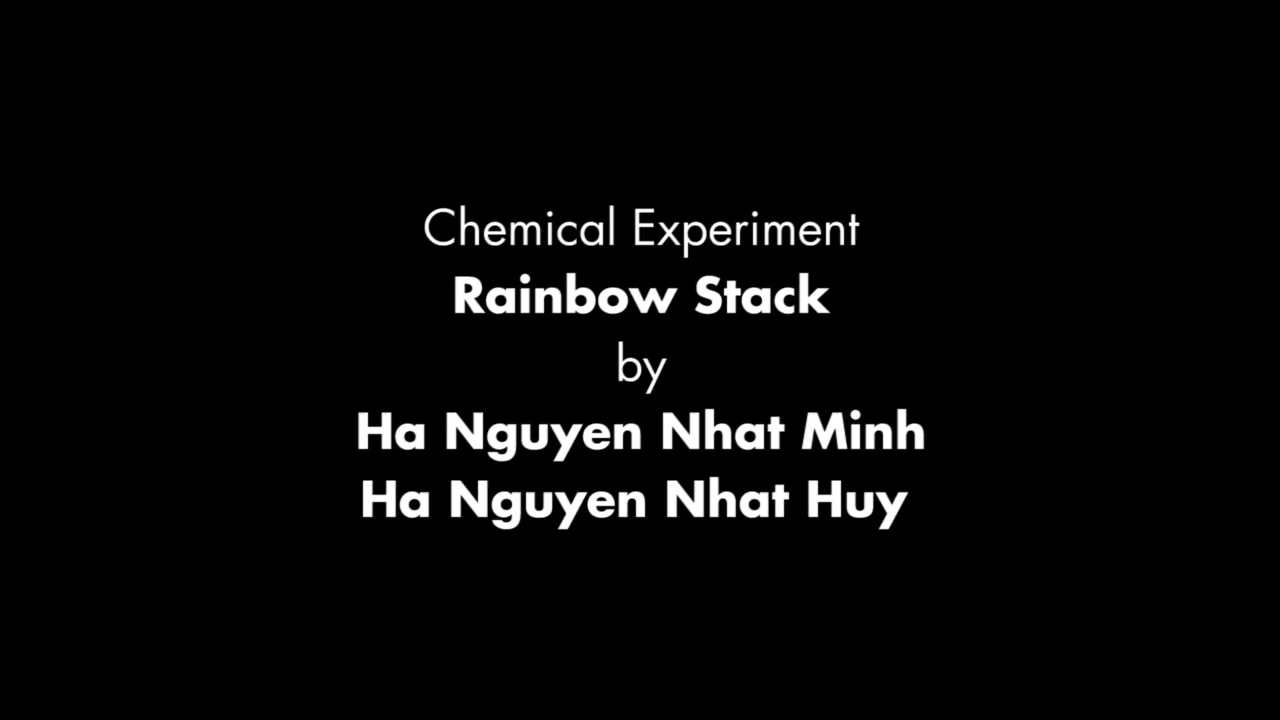 Chemical Experiment
Rainbow Stack
by
Ha Nguyen Nhat Minh
Ha Nguyen Nhat Huy